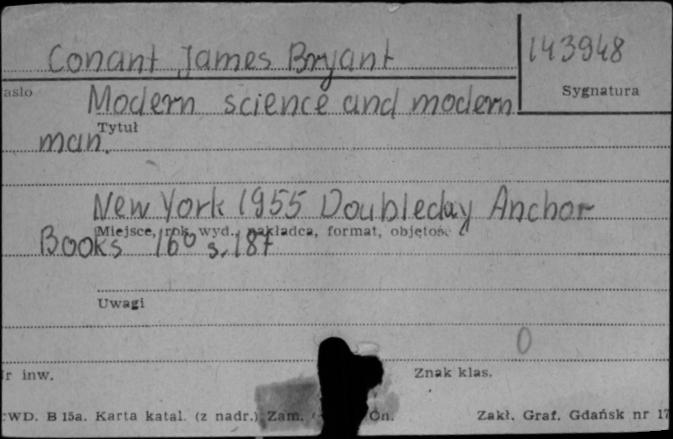 Conant James Bryant
143948
asło
Sygnatura
Modern science and modern
Tytuł
man.
New York 1955 Doubleday Anchor
Miejsce, rok, wyd., nakładca, format, objętość
Books 16° s. 187
Uwagi
0
r inw.
Znak klas.
WD. B 15a. Karta katal. (z nadr.) Zam. On.
Zakł. Graf. Gdańsk nr 17